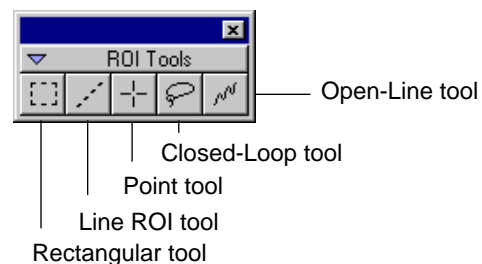 ROI Tools
Open-Line tool
Closed-Loop tool
Point tool
Line ROI tool
Rectangular tool